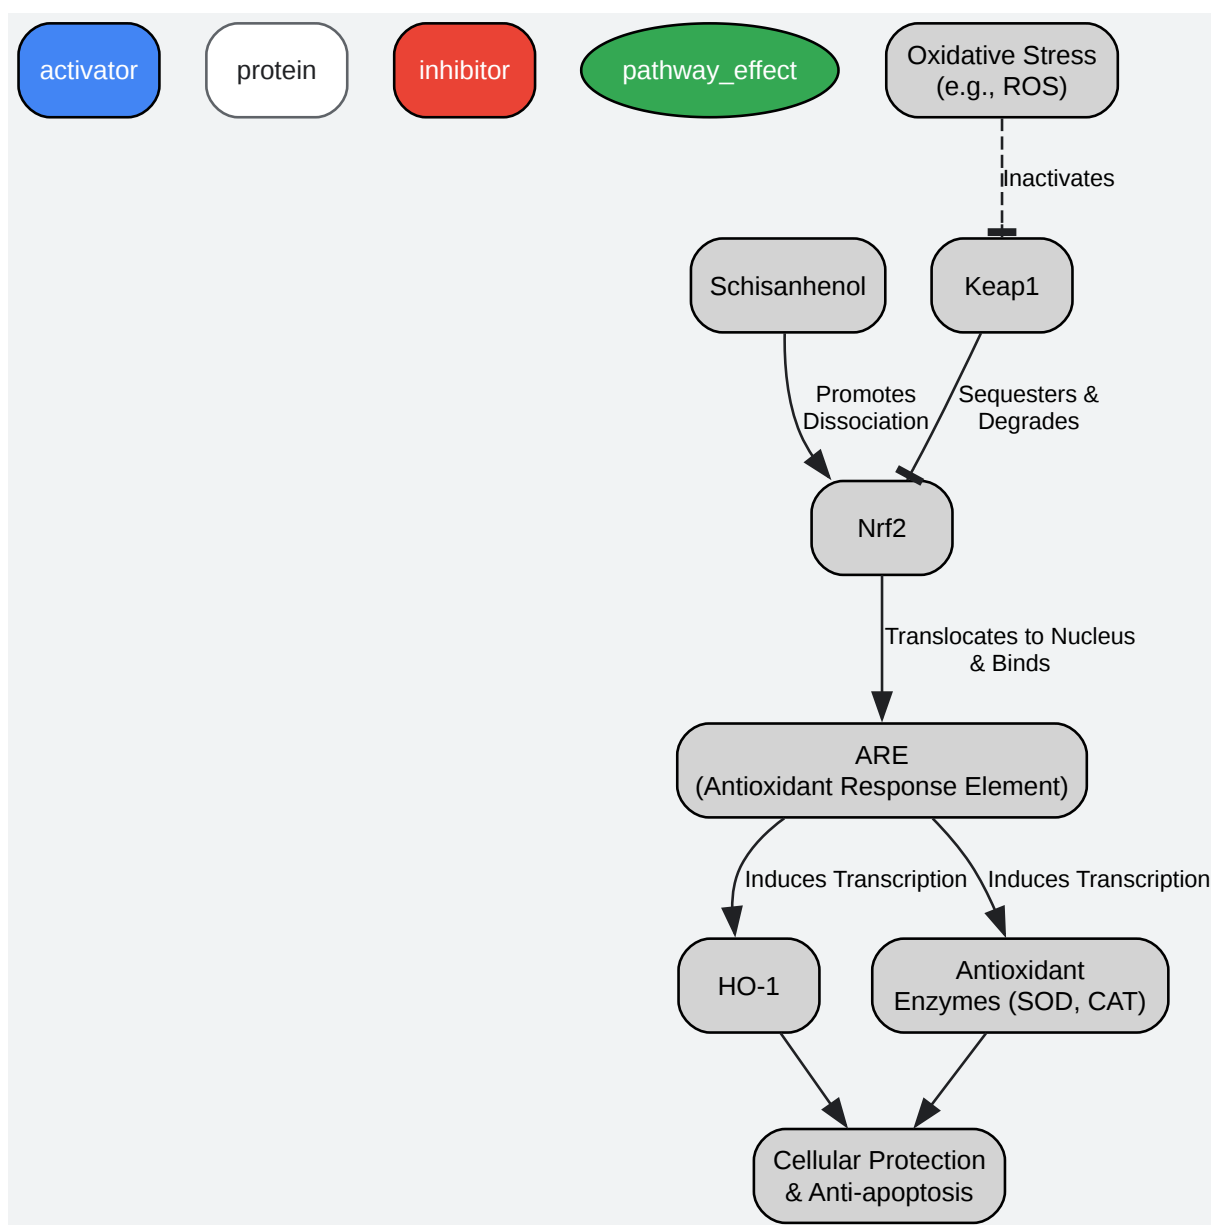 activator
protein
inhibitor
pathway_effect
Oxidative Stress
(e.g., ROS)
Inactivates
Schisanhenol
Keap1
Promotes
Dissociation
Sequesters &
Degrades
Nrf2
Translocates to Nucleus
& Binds
ARE
(Antioxidant Response Element)
Induces Transcription
Induces Transcription
HO-1
Antioxidant
Enzymes (SOD, CAT)
Cellular Protection
& Anti-apoptosis